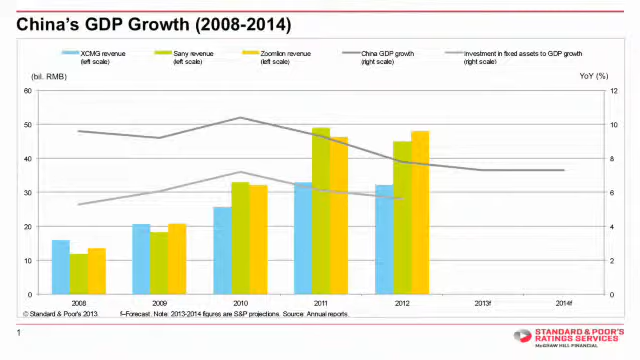 China's GDP Growth (2008-2014)
XCMG revenue
(left scale)
Sany revenue
(left scale)
Zoomlion revenue
(left scale)
China GDP growth
(right scale)
Investment in fixed assets to GDP growth
(right scale)
(bil. RMB)
YoY (%)
60
50
40
30
20
10
0
12
10
8
6
4
2
0
2008 2009 2010 2011 2012 2013f 2014f
© Standard & Poor's 2013. f--Forecast. Note: 2013-2014 figures are S&P projections. Source: Annual reports.
1
STANDARD & POOR'S
RATINGS SERVICES
McGRAW HILL FINANCIAL